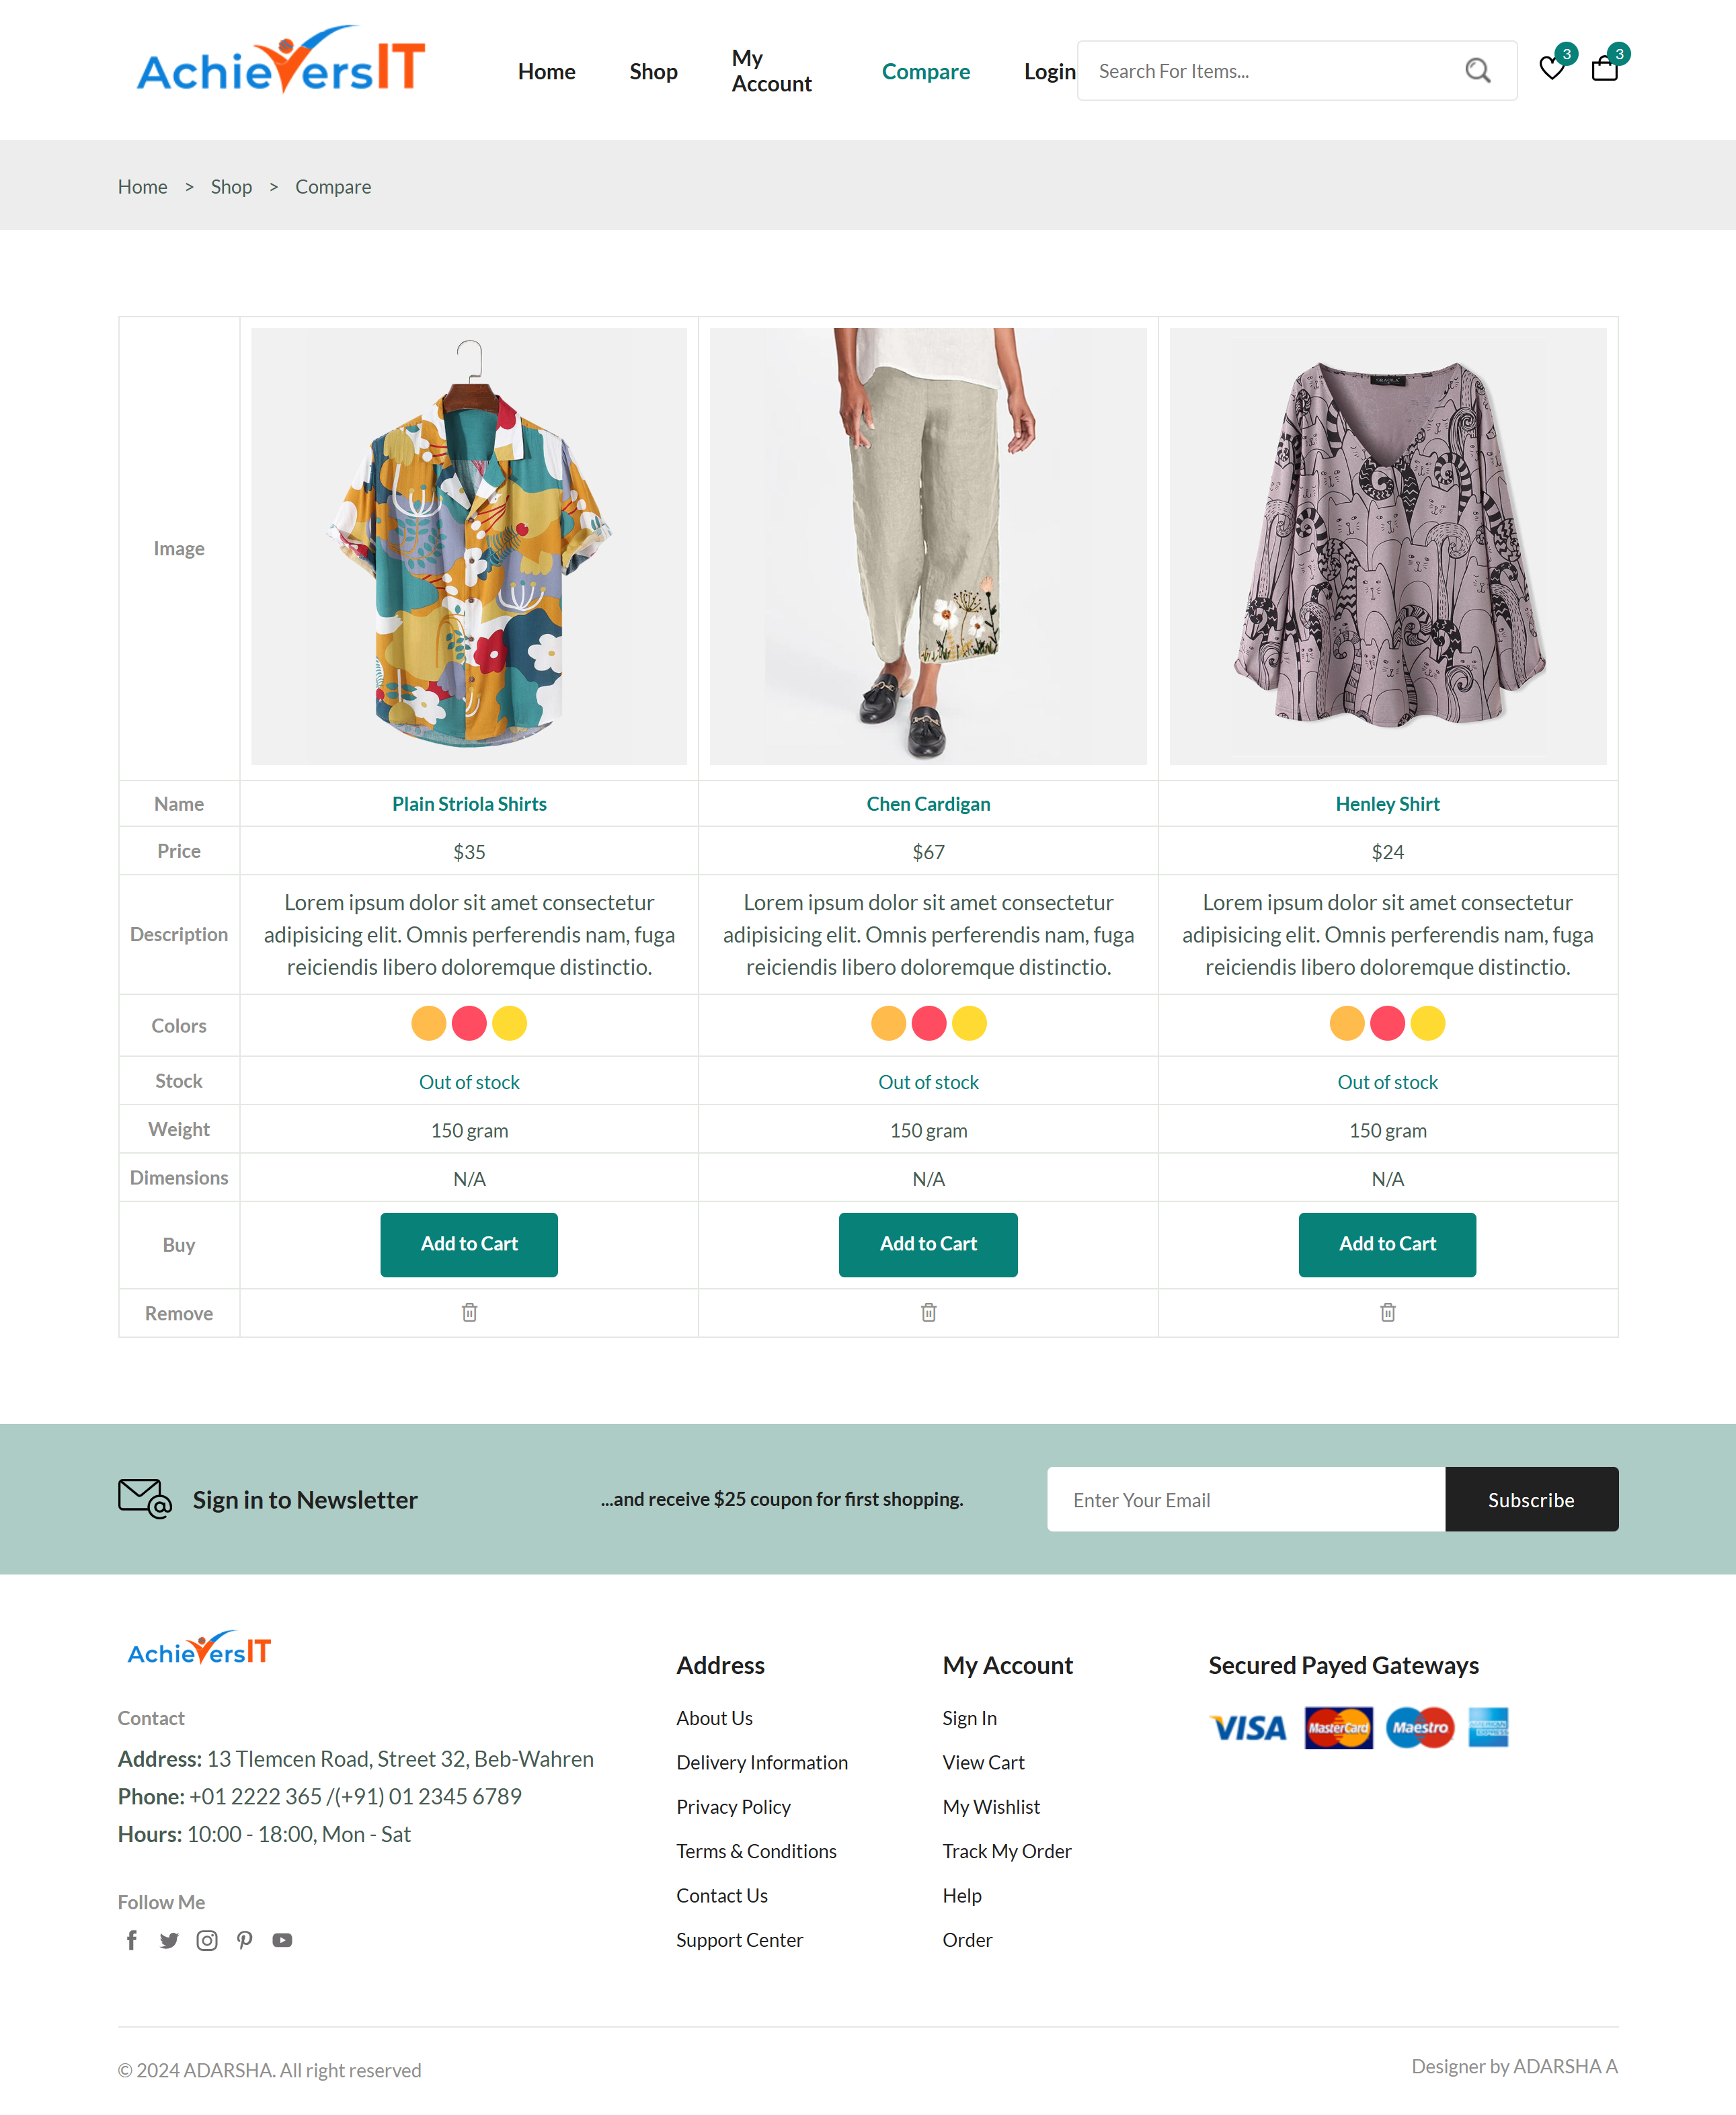 AchieversIT
Home
Shop
My
Account
Compare
Login
Search For Items...
3
3
Home > Shop > Compare
Image
Name
Plain Striola Shirts
Chen Cardigan
Henley Shirt
Price
$35
$67
$24
Description
Lorem ipsum dolor sit amet consectetur
adipisicing elit. Omnis perferendis nam, fuga
reiciendis libero doloremque distinctio.
Lorem ipsum dolor sit amet consectetur
adipisicing elit. Omnis perferendis nam, fuga
reiciendis libero doloremque distinctio.
Lorem ipsum dolor sit amet consectetur
adipisicing elit. Omnis perferendis nam, fuga
reiciendis libero doloremque distinctio.
Colors
Stock
Out of stock
Out of stock
Out of stock
Weight
150 gram
150 gram
150 gram
Dimensions
N/A
N/A
N/A
Buy
Add to Cart
Add to Cart
Add to Cart
Remove
Sign in to Newsletter
...and receive $25 coupon for first shopping.
Enter Your Email
Subscribe
AchieversIT
Contact
Address: 13 Tlemcen Road, Street 32, Beb-Wahren
Phone: +01 2222 365 /(+91) 01 2345 6789
Hours: 10:00 - 18:00, Mon - Sat
Follow Me
Address
About Us
Delivery Information
Privacy Policy
Terms & Conditions
Contact Us
Support Center
My Account
Sign In
View Cart
My Wishlist
Track My Order
Help
Order
Secured Payed Gateways
VISA
MasterCard
Maestro
AMERICAN
EXPRESS
© 2024 ADARSHA. All right reserved
Designer by ADARSHA A